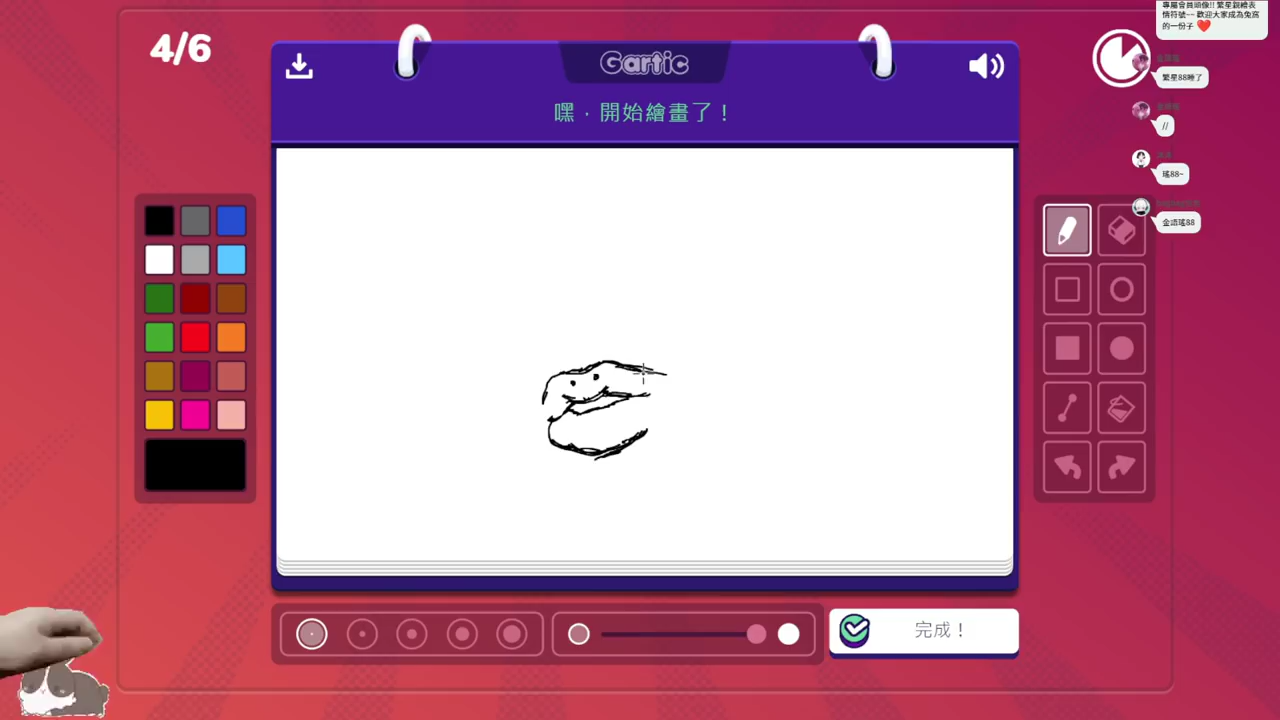 4/6
Gartic
嘿，開始繪畫了！
專屬會員頭像!! 繁星親繪表
情符號~~ 歡迎大家成為兔窩
的一份子 ❤️
繁星88睡了
//
瑤88~
金語瑤88
完成！